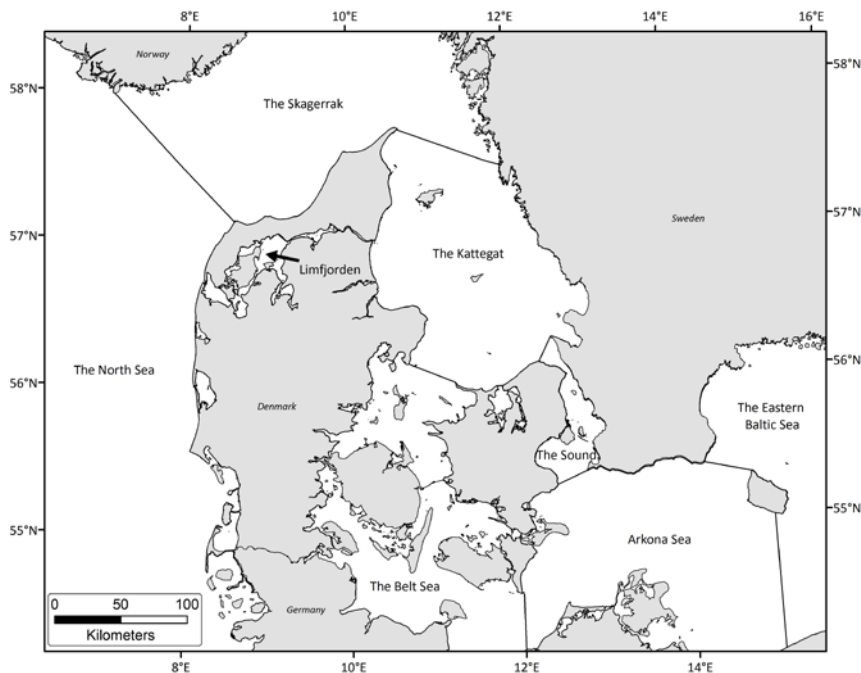 8°E
10°E
12°E
14°E
16°E
Norway
58°N
58°N
The Skagerrak
57°N
Sweden
57°N
The Kattegat
Limfjorden
56°N
The North Sea
56°N
Denmark
The Eastern
Baltic Sea
The Sound
55°N
55°N
Arkona Sea
The Belt Sea
0
50
100
Kilometers
Germany
8°E
10°E
12°E
14°E